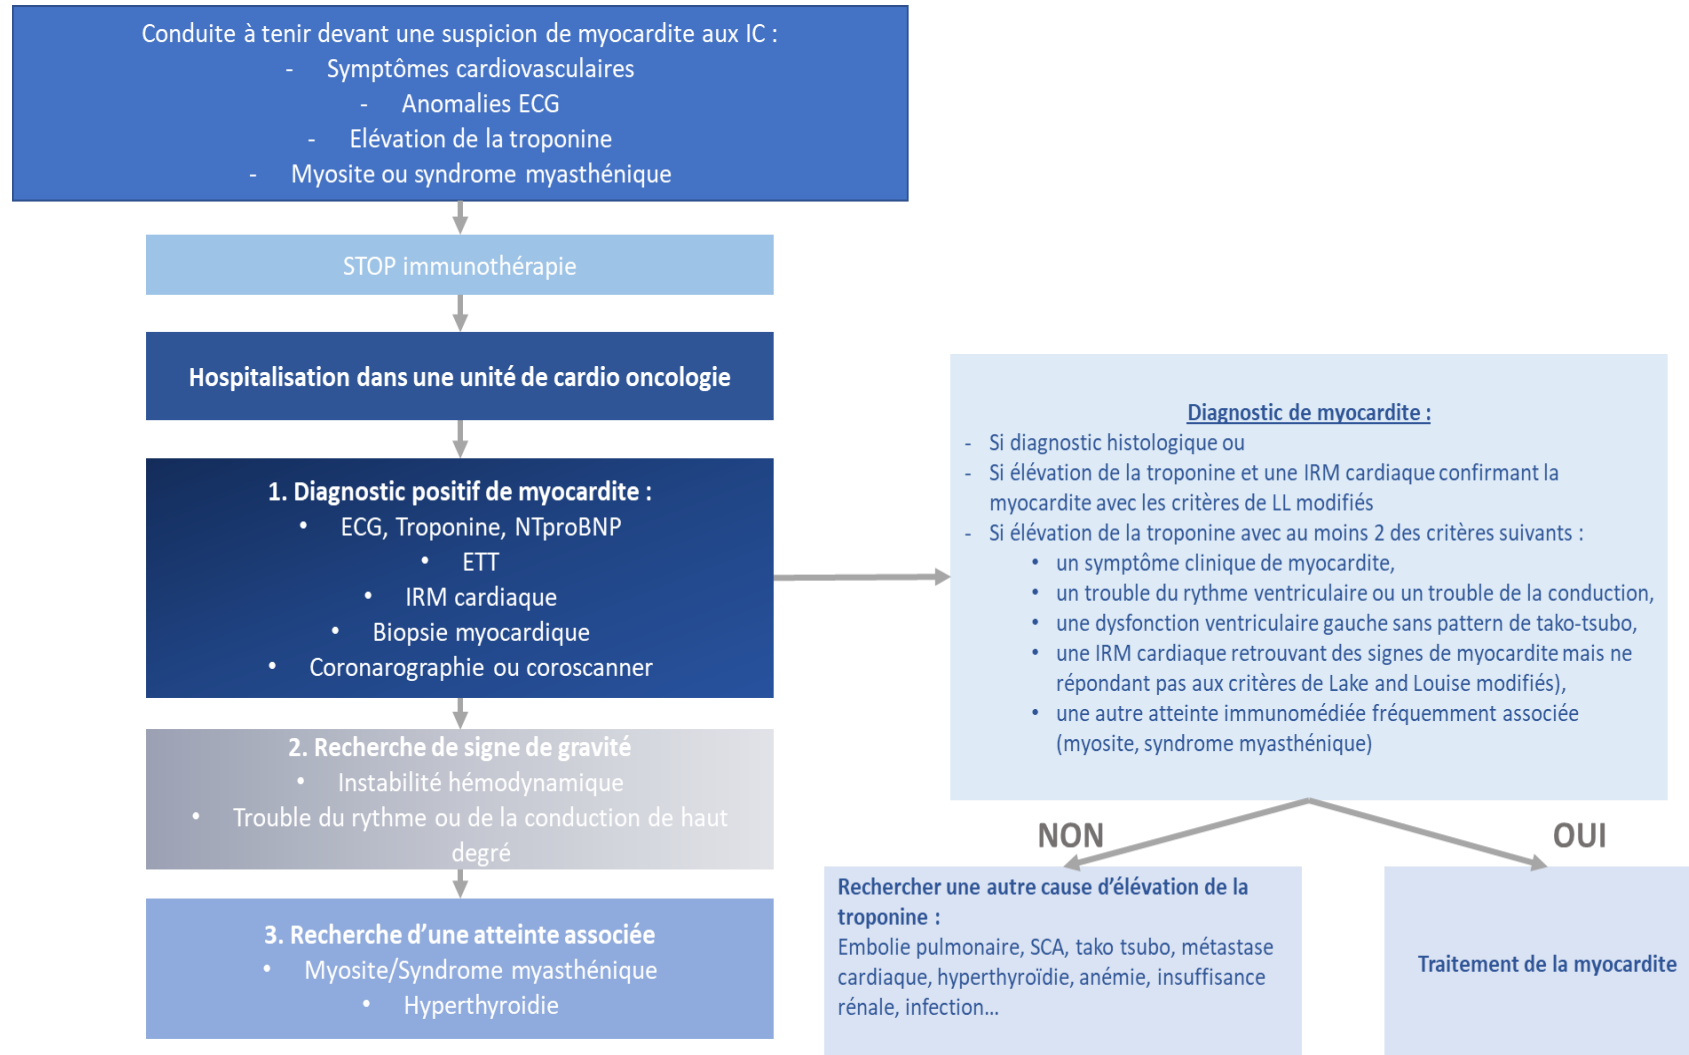 Conduite à tenir devant une suspicion de myocardite aux IC :
- Symptômes cardiovasculaires
- Anomalies ECG
- Elévation de la troponine
- Myosite ou syndrome myasthénique
STOP immunothérapie
Hospitalisation dans une unité de cardio oncologie
1. Diagnostic positif de myocardite :
• ECG, Troponine, NTproBNP
• ETT
• IRM cardiaque
• Biopsie myocardique
• Coronarographie ou coroscanner
2. Recherche de signe de gravité
• Instabilité hémodynamique
• Trouble du rythme ou de la conduction de haut
degré
3. Recherche d’une atteinte associée
• Myosite/Syndrome myasthénique
• Hyperthyroidie
Diagnostic de myocardite :
- Si diagnostic histologique ou
- Si élévation de la troponine et une IRM cardiaque confirmant la
myocardite avec les critères de LL modifiés
- Si élévation de la troponine avec au moins 2 des critères suivants :
• un symptôme clinique de myocardite,
• un trouble du rythme ventriculaire ou un trouble de la conduction,
• une dysfonction ventriculaire gauche sans pattern de tako-tsubo,
• une IRM cardiaque retrouvant des signes de myocardite mais ne
répondant pas aux critères de Lake and Louise modifiés),
• une autre atteinte immunomédiée fréquemment associée
(myosite, syndrome myasthénique)
NON
OUI
Rechercher une autre cause d’élévation de la
troponine :
Embolie pulmonaire, SCA, tako tsubo, métastase
cardiaque, hyperthyroïdie, anémie, insuffisance
rénale, infection...
Traitement de la myocardite